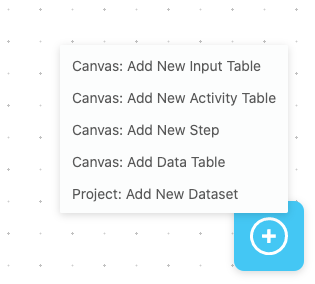 Canvas: Add New Input Table
Canvas: Add New Activity Table
Canvas: Add New Step
Canvas: Add Data Table
Project: Add New Dataset